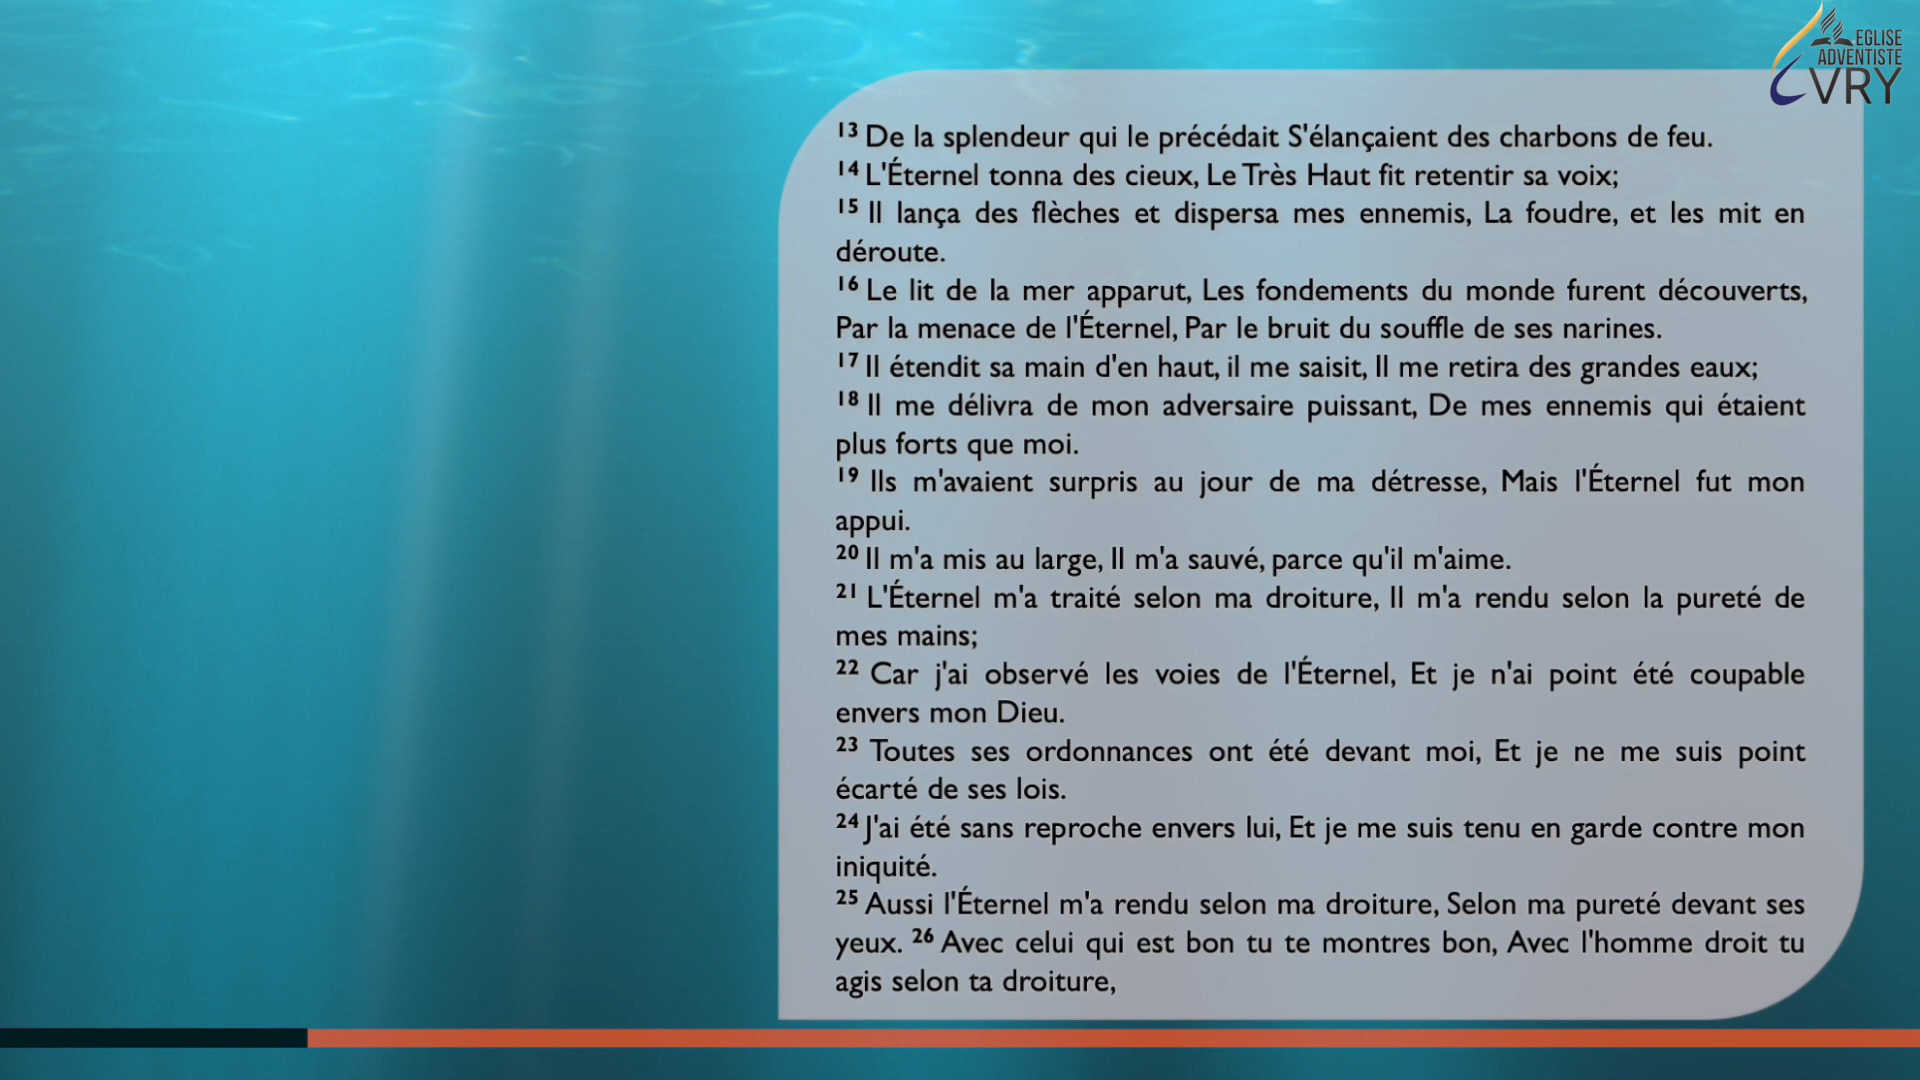 EGLISE
ADVENTISTE
VRY
13 De la splendeur qui le précédait S'élançaient des charbons de feu.
14 L'Éternel tonna des cieux, Le Très Haut fit retentir sa voix;
15 Il lança des flèches et dispersa mes ennemis, La foudre, et les mit en
déroute.
16 Le lit de la mer apparut, Les fondements du monde furent découverts,
Par la menace de l'Éternel, Par le bruit du souffle de ses narines.
17 Il étendit sa main d'en haut, il me saisit, Il me retira des grandes eaux;
18 Il me délivra de mon adversaire puissant, De mes ennemis qui étaient
plus forts que moi.
19 Ils m'avaient surpris au jour de ma détresse, Mais l'Éternel fut mon
appui.
20 Il m'a mis au large, Il m'a sauvé, parce qu'il m'aime.
21 L'Éternel m'a traité selon ma droiture, Il m'a rendu selon la pureté de
mes mains;
22 Car j'ai observé les voies de l'Éternel, Et je n'ai point été coupable
envers mon Dieu.
23 Toutes ses ordonnances ont été devant moi, Et je ne me suis point
écarté de ses lois.
24 J'ai été sans reproche envers lui, Et je me suis tenu en garde contre mon
iniquité.
25 Aussi l'Éternel m'a rendu selon ma droiture, Selon ma pureté devant ses
yeux. 26 Avec celui qui est bon tu te montres bon, Avec l'homme droit tu
agis selon ta droiture,